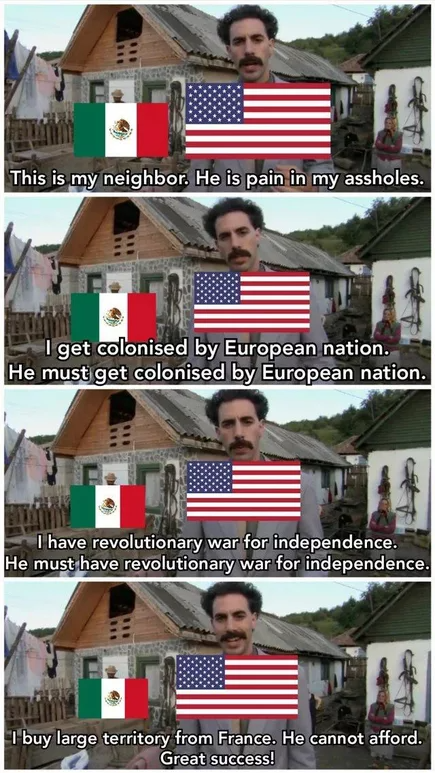 This is my neighbor. He is pain in my assholes.
I get colonised by European nation.
He must get colonised by European nation.
I have revolutionary war for independence.
He must have revolutionary war for independence.
I buy large territory from France. He cannot afford.
Great success!